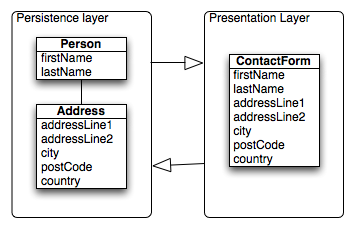 Persistence layer
Person
firstName
lastName
Address
addressLine1
addressLine2
city
postCode
country
Presentation Layer
ContactForm
firstName
lastName
addressLine1
addressLine2
city
postCode
country